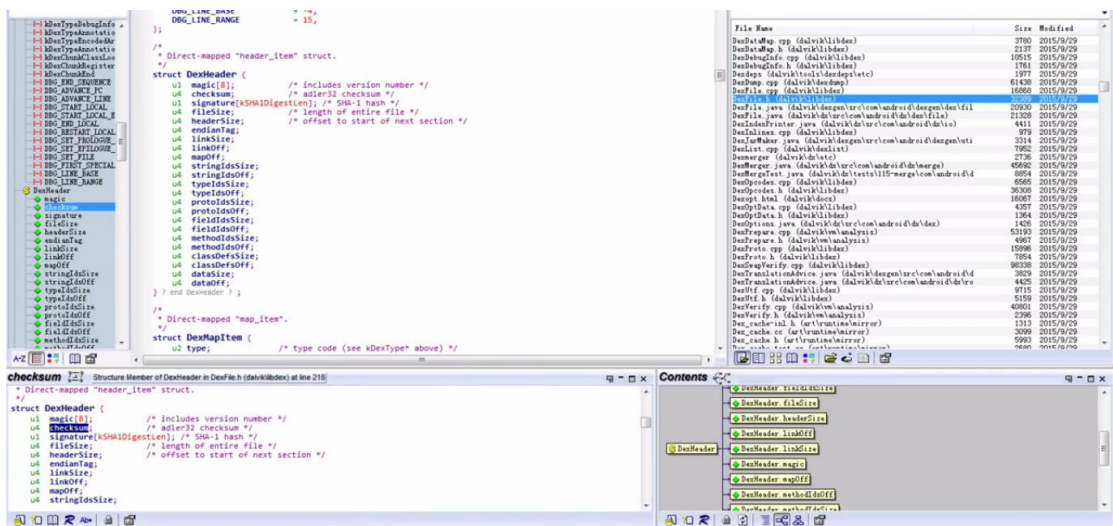 kDexTypeDebugInfo
kDexTypeAnnotatio
kDexTypeEncodedAr
kDexTypeAnnotatio
kDexChunkClassLoo
kDexChunkRegister
kDexChunkEnd
DBG_END_SEQUENCE
DBG_ADVANCE_PC
DBG_ADVANCE_LINE
DBG_START_LOCAL
DBG_START_LOCAL_E
DBG_END_LOCAL
DBG_RESTART_LOCAL
DBG_SET_PROLOGUE_
DBG_SET_EPILOGUE_
DBG_SET_FILE
DBG_FIRST_SPECIAL
DBG_LINE_BASE
DBG_LINE_RANGE
DexHeader
magic
checksum
signature
fileSize
headerSize
endianTag
linkSize
linkOff
mapOff
stringIdsSize
stringIdsOff
typeIdsSize
typeIdsOff
protoIdsSize
protoIdsOff
fieldIdsSize
fieldIdsOff
methodIdsSize
methodIdsOff
A-Z
DBG_LINE_BASE = -4,
DBG_LINE_RANGE = 15,
};
/*
* Direct-mapped "header_item" struct.
*/
struct DexHeader {
u1 magic[8]; /* includes version number */
u4 checksum; /* adler32 checksum */
u1 signature[kSHA1DigestLen]; /* SHA-1 hash */
u4 fileSize; /* length of entire file */
u4 headerSize; /* offset to start of next section */
u4 endianTag;
u4 linkSize;
u4 linkOff;
u4 mapOff;
u4 stringIdsSize;
u4 stringIdsOff;
u4 typeIdsSize;
u4 typeIdsOff;
u4 protoIdsSize;
u4 protoIdsOff;
u4 fieldIdsSize;
u4 fieldIdsOff;
u4 methodIdsSize;
u4 methodIdsOff;
u4 classDefsSize;
u4 classDefsOff;
u4 dataSize;
u4 dataOff;
} ? end DexHeader ? ;
/*
* Direct-mapped "map_item".
*/
struct DexMapItem {
u2 type; /* type code (see kDexType* above) */
File Name Size Modified
DexDataMap.cpp (dalvik\libdex) 3780 2015/9/29
DexDataMap.h (dalvik\libdex) 2137 2015/9/29
DexDebugInfo.cpp (dalvik\libdex) 10515 2015/9/29
DexDebugInfo.h (dalvik\libdex) 1761 2015/9/29
Dexdeps (dalvik\tools\dexdeps\etc) 1977 2015/9/29
DexDump.cpp (dalvik\dexdump) 61438 2015/9/29
DexFile.cpp (dalvik\libdex) 16068 2015/9/29
DexFile.h (dalvik\libdex) 2015/9/29
DexFile.java (dalvik\dexgen\src\com\android\dexgen\dex\fil 20930 2015/9/29
DexFile.java (dalvik\dx\src\com\android\dx\dex\file) 21328 2015/9/29
DexIndexPrinter.java (dalvik\dx\src\com\android\dx\io) 4411 2015/9/29
DexInlines.cpp (dalvik\libdex) 979 2015/9/29
DexJarMaker.java (dalvik\dexgen\src\com\android\dexgen\uti 3314 2015/9/29
DexList.cpp (dalvik\dexlist) 7952 2015/9/29
Dexmerger (dalvik\dx\etc) 2736 2015/9/29
DexMerger.java (dalvik\dx\src\com\android\dx\merge) 45692 2015/9/29
DexMergeTest.java (dalvik\dx\tests\115-merge\com\android\d 8854 2015/9/29
DexOpcodes.cpp (dalvik\libdex) 6565 2015/9/29
DexOpcodes.h (dalvik\libdex) 36308 2015/9/29
Dexopt.html (dalvik\docs) 16067 2015/9/29
DexOptData.cpp (dalvik\libdex) 4357 2015/9/29
DexOptData.h (dalvik\libdex) 1364 2015/9/29
DexOptions.java (dalvik\dx\src\com\android\dx\dex) 1426 2015/9/29
DexPrepare.cpp (dalvik\vm\analysis) 53193 2015/9/29
DexPrepare.h (dalvik\vm\analysis) 4967 2015/9/29
DexProto.cpp (dalvik\libdex) 15896 2015/9/29
DexProto.h (dalvik\libdex) 7854 2015/9/29
DexSwapVerify.cpp (dalvik\libdex) 98338 2015/9/29
DexTranslationAdvice.java (dalvik\dexgen\src\com\android\d 3829 2015/9/29
DexTranslationAdvice.java (dalvik\dx\src\com\android\dx\ro 4425 2015/9/29
DexUtf.cpp (dalvik\libdex) 9715 2015/9/29
DexUtf.h (dalvik\libdex) 5159 2015/9/29
DexVerify.cpp (dalvik\vm\analysis) 40801 2015/9/29
DexVerify.h (dalvik\vm\analysis) 2396 2015/9/29
Dex_cache-inl.h (art\runtime\mirror) 1313 2015/9/29
Dex_cache.cc (art\runtime\mirror) 3099 2015/9/29
Dex_cache.h (art\runtime\mirror) 5993 2015/9/29
Dex_cache_test.cc (art\runtime\mirror) 2680 2015/9/29
checksum Structure Member of DexHeader in DexFile.h (dalvik\libdex) at line 218
* Direct-mapped "header_item" struct.
*/
struct DexHeader {
u1 magic[8]; /* includes version number */
u4 checksum; /* adler32 checksum */
u1 signature[kSHA1DigestLen]; /* SHA-1 hash */
u4 fileSize; /* length of entire file */
u4 headerSize; /* offset to start of next section */
u4 endianTag;
u4 linkSize;
u4 linkOff;
u4 mapOff;
u4 stringIdsSize;
Contents
DexHeader
DexHeader.fieldIdsSize
DexHeader.fileSize
DexHeader.headerSize
DexHeader.linkOff
DexHeader.linkSize
DexHeader.magic
DexHeader.mapOff
DexHeader.methodIdsOff
DexHeader.methodIdsSize